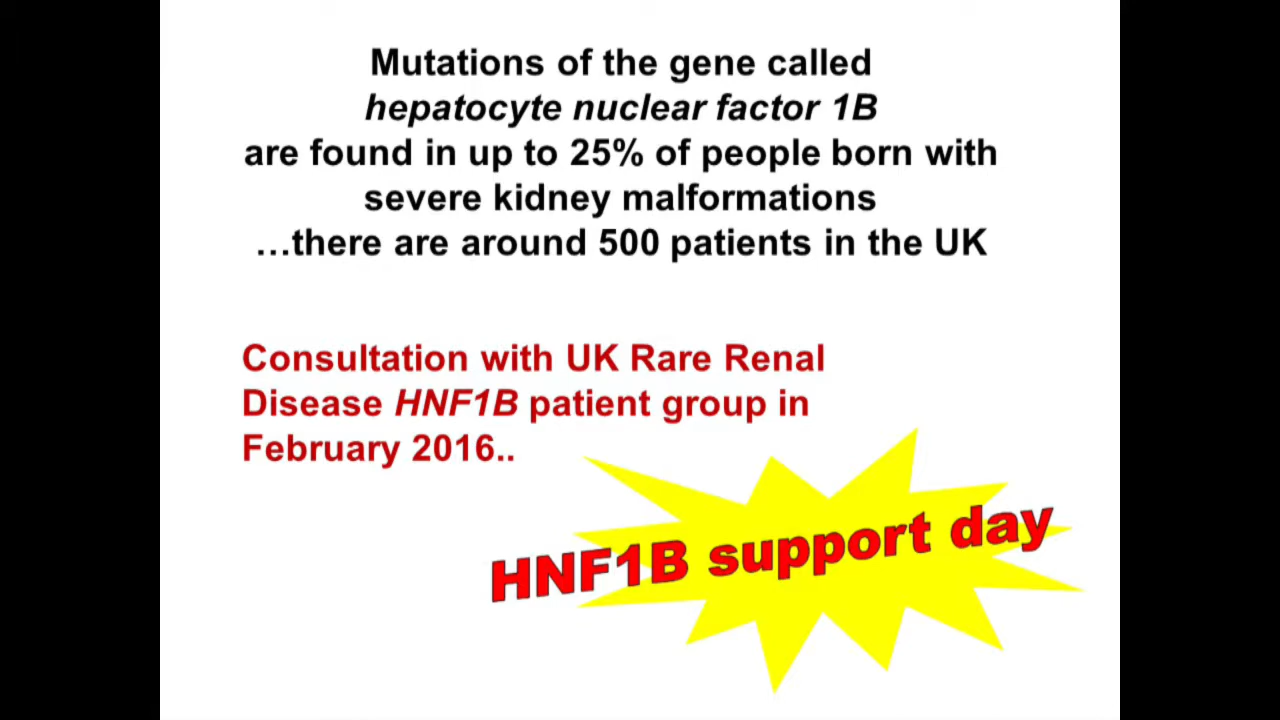 Mutations of the gene called
hepatocyte nuclear factor 1B
are found in up to 25% of people born with
severe kidney malformations
…there are around 500 patients in the UK
Consultation with UK Rare Renal
Disease HNF1B patient group in
February 2016..
HNF1B support day